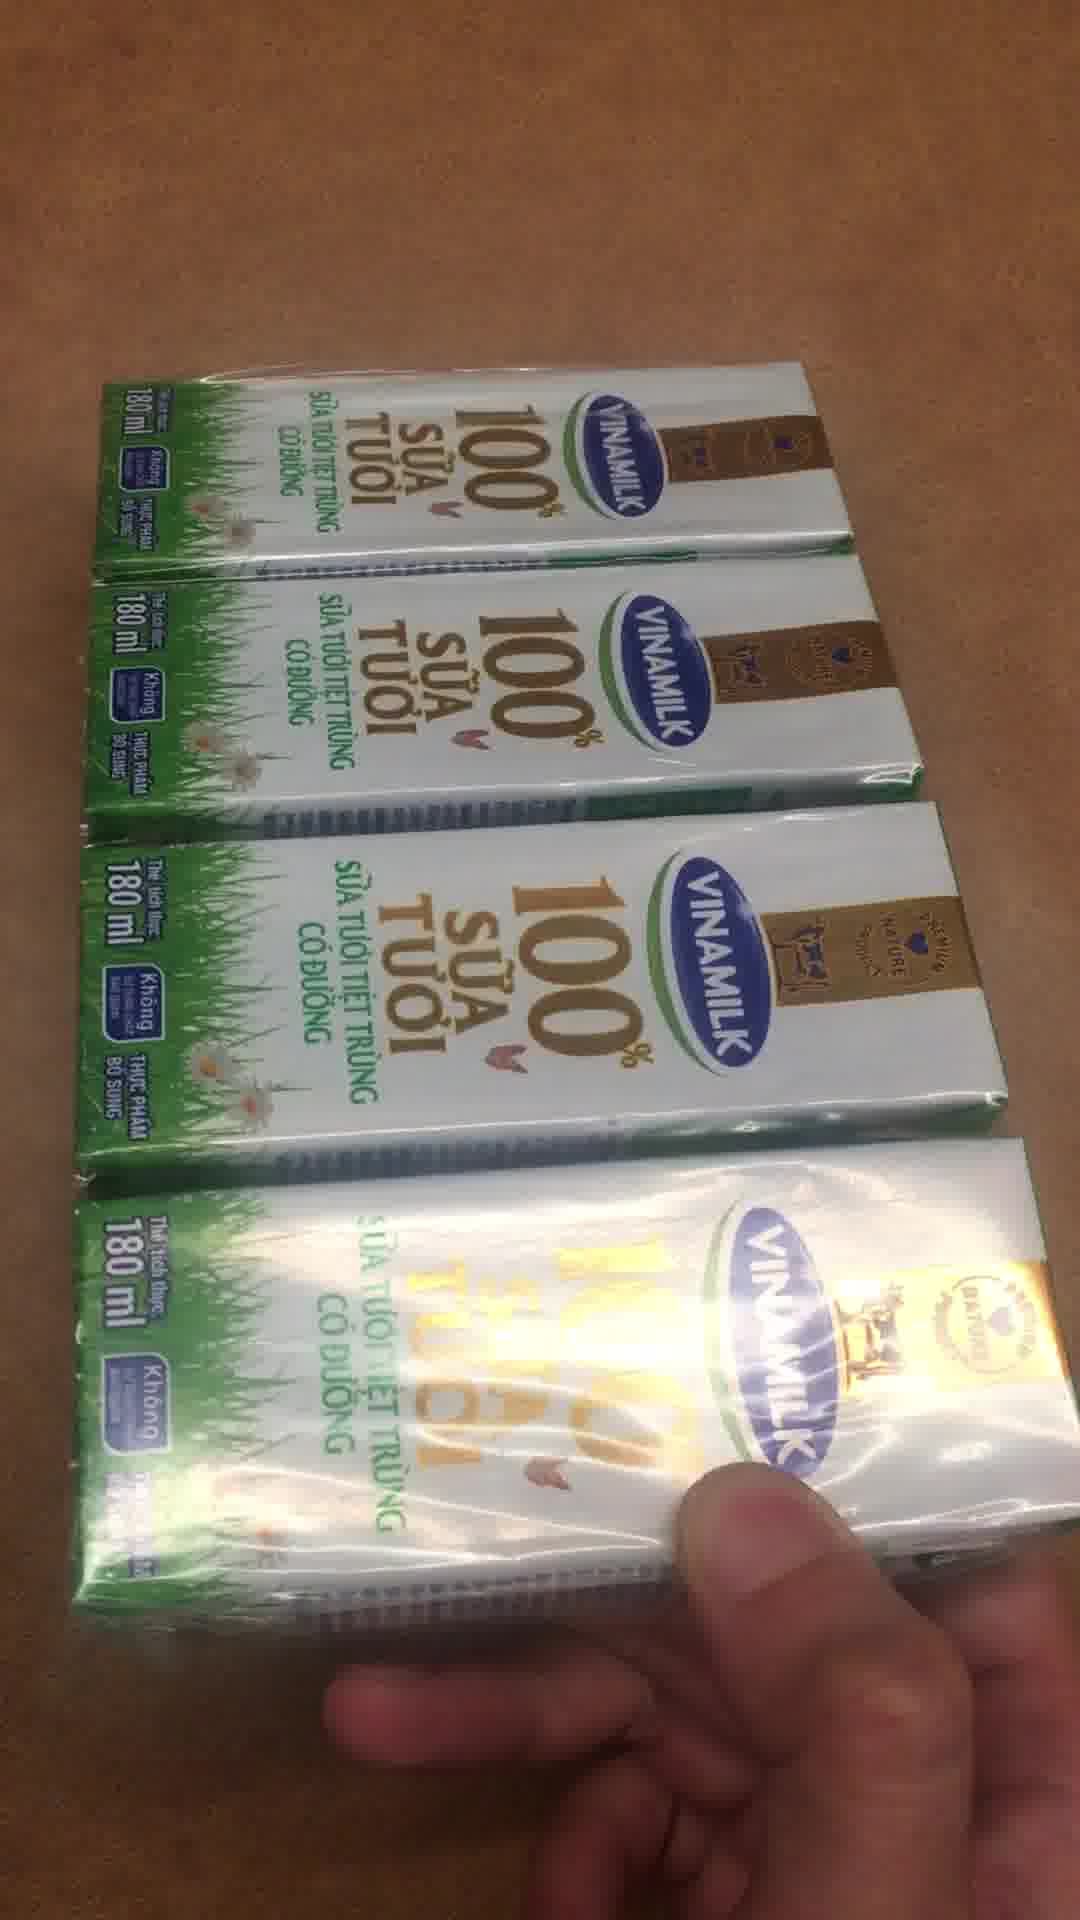 VINAMILK
100%
SỮA
TƯƠI
SỮA TƯƠI TIỆT TRÙNG
CÓ ĐƯỜNG
180 ml
Không
THỰC PHẨM
BỔ SUNG
VINAMILK
100%
SỮA
TƯƠI
SỮA TƯƠI TIỆT TRÙNG
CÓ ĐƯỜNG
Thể tích thực
180 ml
Không
THỰC PHẨM
BỔ SUNG
PREMIUM
NATURE
VINAMILK
100%
SỮA
TƯƠI
SỮA TƯƠI TIỆT TRÙNG
CÓ ĐƯỜNG
Thể tích thực
180 ml
Không
THỰC PHẨM
BỔ SUNG
NATURE
VINAMILK
TƯƠI
SỮA TƯƠI TIỆT TRÙNG
CÓ ĐƯỜNG
Thể tích thực
180 ml
Không